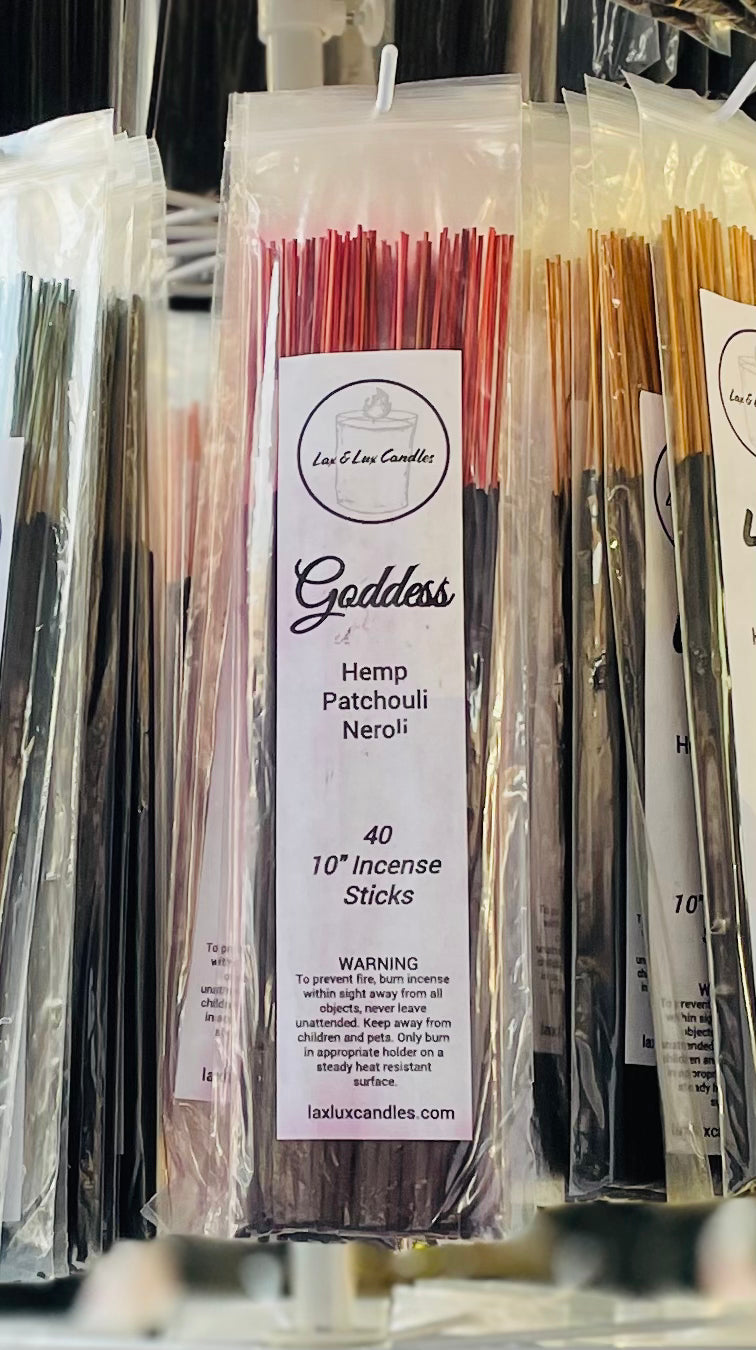 Lax & Lux Candles
Goddess
Hemp
Patchouli
Neroli
40
10" Incense
Sticks
WARNING
To prevent fire, burn incense
within sight away from all
objects, never leave
unattended. Keep away from
children and pets. Only burn
in appropriate holder on a
steady heat resistant
surface.
laxluxcandles.com
10"